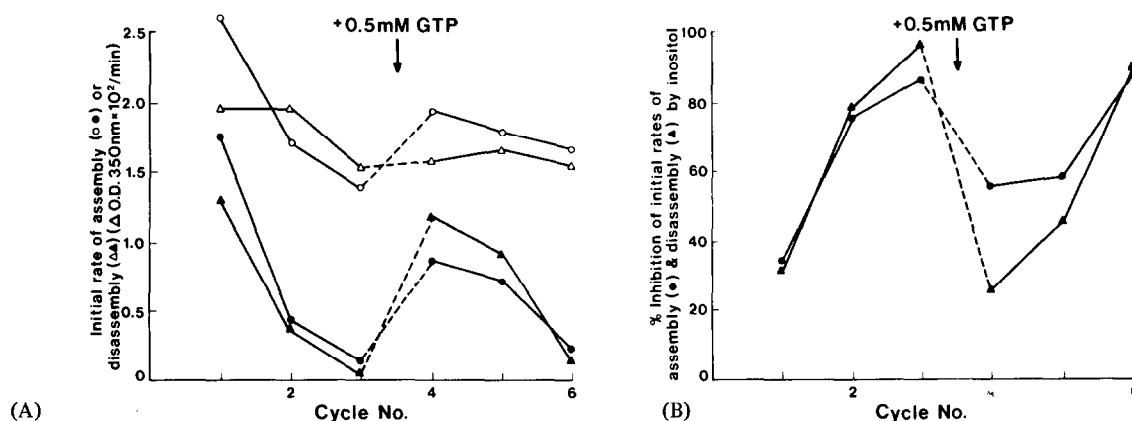 (A)
Initial rate of assembly (○●) or
disassembly (△▲) (Δ O.D. 350nm×10²/min)
+0.5mM GTP
2.5
2.0
1.5
1.0
0.5
0
2
4
6
Cycle No.
(B)
% Inhibition of initial rates of
assembly (●) & disassembly (▲) by inositol
+0.5mM GTP
100
80
60
40
20
0
2
Cycle No.